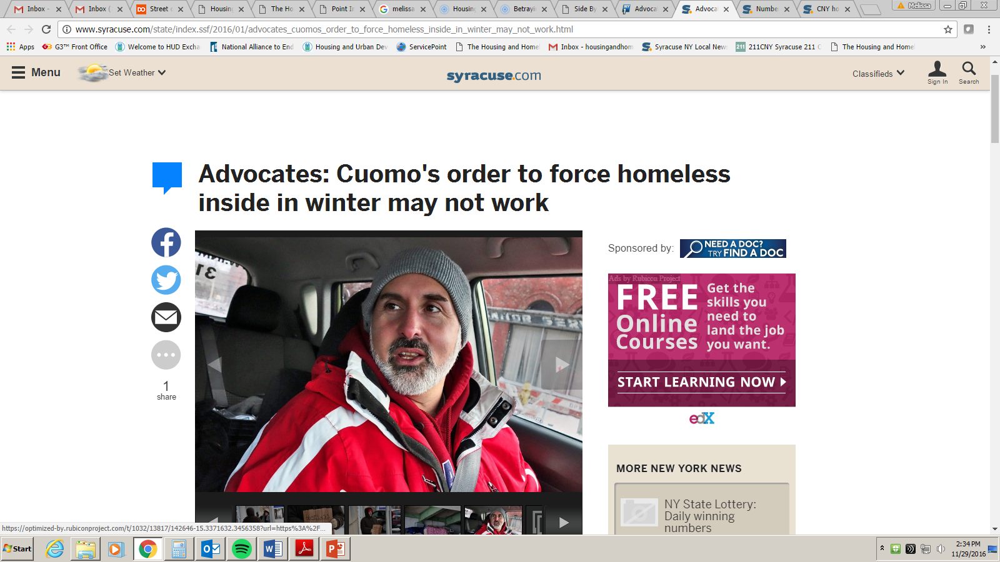 Inbox -
Inbox (
Street
Housing
The Ho
Point In
melissa
Housing
Betrayi
Side By
Advoca
Advoca
Numbe
CNY ho
Melissa
www.syracuse.com/state/index.ssf/2016/01/advocates_cuomos_order_to_force_homeless_inside_in_winter_may_not_work.html
Apps
G3™ Front Office
Welcome to HUD Excha
National Alliance to End
Housing and Urban Dev
ServicePoint
The Housing and Home
Inbox - housingandhom
Syracuse NY Local News
211
211CNY Syracuse 211 C
The Housing and Homel
Menu
Set Weather
syracuse.com
Classifieds
Sign In
Search
Advocates: Cuomo's order to force homeless
inside in winter may not work
1
share
Sponsored by:
NEED A DOC?
TRY FIND A DOC
Ads by Rubicon Project
FREE
Online
Courses
Get the
skills you
need to
land the job
you want.
START LEARNING NOW
edX
MORE NEW YORK NEWS
NY State Lottery:
Daily winning
numbers
https://optimized-by.rubiconproject.com/t/1032/13817/142646-15.3371632.3456358?url=https%3A%2F...
Start
2:34 PM
11/29/2016